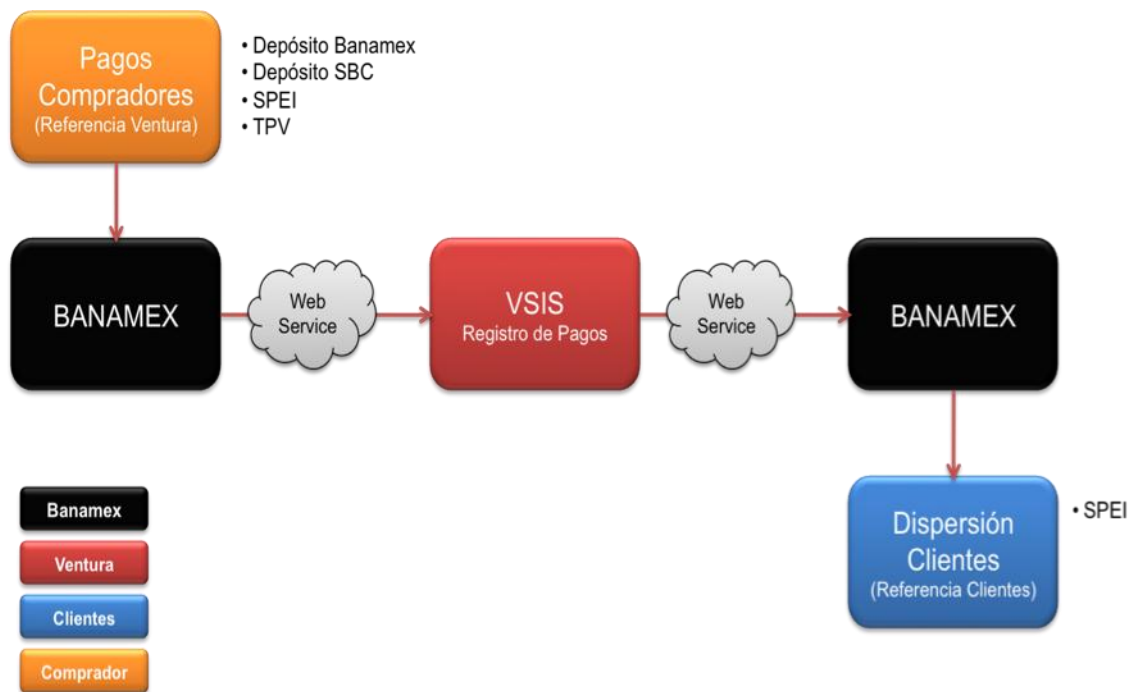 Pagos
Compradores
(Referencia Ventura)
• Depósito Banamex
• Depósito SBC
• SPEI
• TPV
BANAMEX
Web
Service
VSIS
Registro de Pagos
Web
Service
BANAMEX
Dispersión
Clientes
(Referencia Clientes)
• SPEI
Banamex
Ventura
Clientes
Comprador